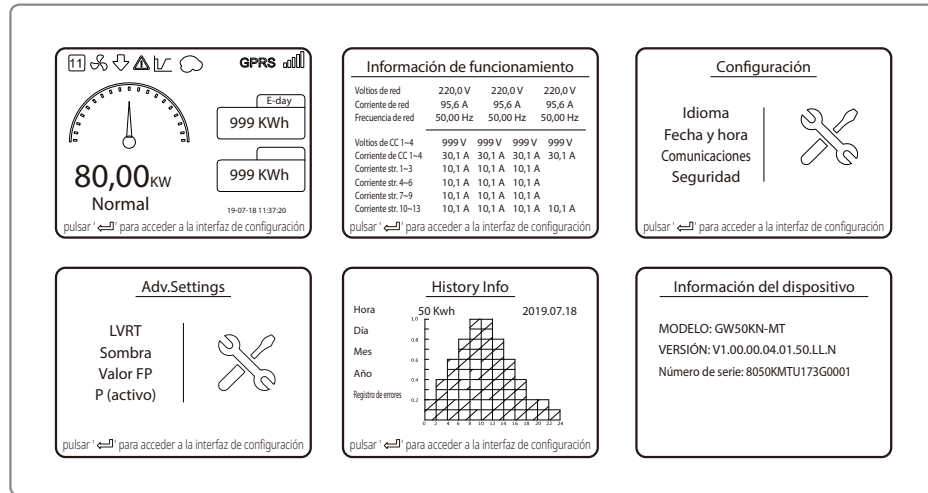 11 GPRS
E-day
999 KWh
999 KWh
80,00KW
Normal
19-07-18 11:37:20
pulsar ' ' para acceder a la interfaz de configuración
Información de funcionamiento
Voltios de red 220,0 V 220,0 V 220,0 V
Corriente de red 95,6 A 95,6 A 95,6 A
Frecuencia de red 50,00 Hz 50,00 Hz 50,00 Hz
Voltios de CC 1~4 999 V 999 V 999 V 999 V
Corriente de CC 1~4 30,1 A 30,1 A 30,1 A 30,1 A
Corriente str. 1~3 10,1 A 10,1 A 10,1 A
Corriente str. 4~6 10,1 A 10,1 A 10,1 A
Corriente str. 7~9 10,1 A 10,1 A 10,1 A
Corriente str. 10~13 10,1 A 10,1 A 10,1 A 10,1 A
pulsar ' ' para acceder a la interfaz de configuración
Configuración
Idioma
Fecha y hora
Comunicaciones
Seguridad
pulsar ' ' para acceder a la interfaz de configuración
Adv.Settings
LVRT
Sombra
Valor FP
P (activo)
pulsar ' ' para acceder a la interfaz de configuración
History Info
Hora 50 Kwh 2019.07.18
Día
Mes
Año
Registro de errores
1.0
0.8
0.6
0.4
0.2
0 2 4 6 8 10 12 14 16 18 20 22 24
pulsar ' ' para acceder a la interfaz de configuración
Información del dispositivo
MODELO: GW50KN-MT
VERSIÓN: V1.00.00.04.01.50.LL.N
Número de serie: 8050KMTU173G0001